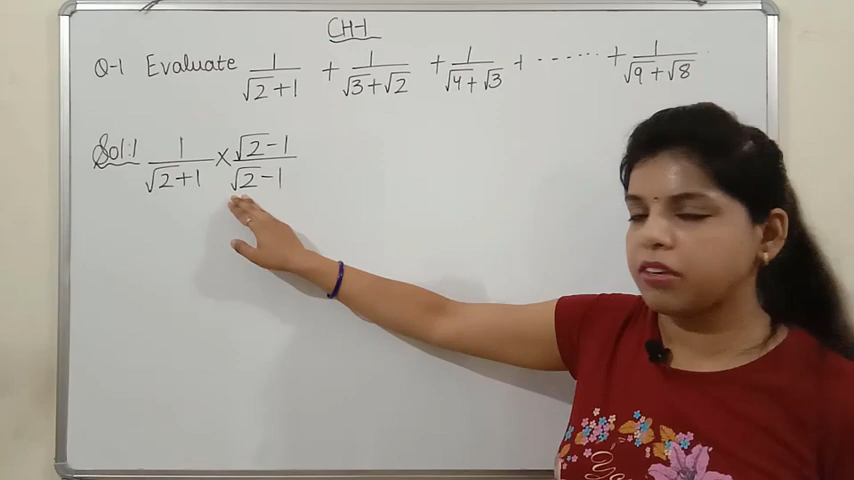 CH-1
Q-1 Evaluate 1/(√2+1) + 1/(√3+√2) + 1/(√4+√3) + ------ + 1/(√9+√8)
Sol:1 1/(√2+1) × (√2-1)/(√2-1)